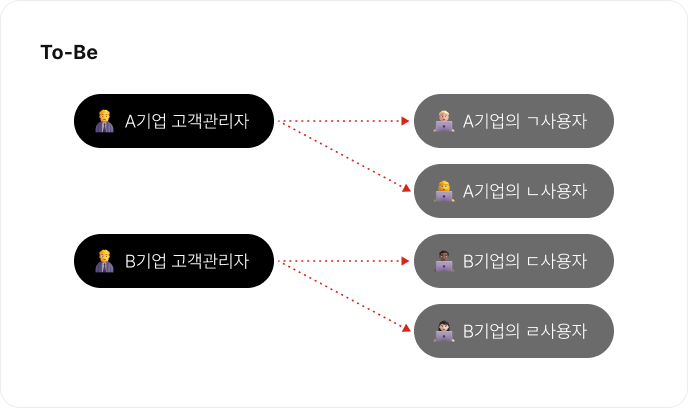 To-Be
A기업 고객관리자
A기업의 ㄱ사용자
A기업의 ㄴ사용자
B기업 고객관리자
B기업의 ㄷ사용자
B기업의 ㄹ사용자